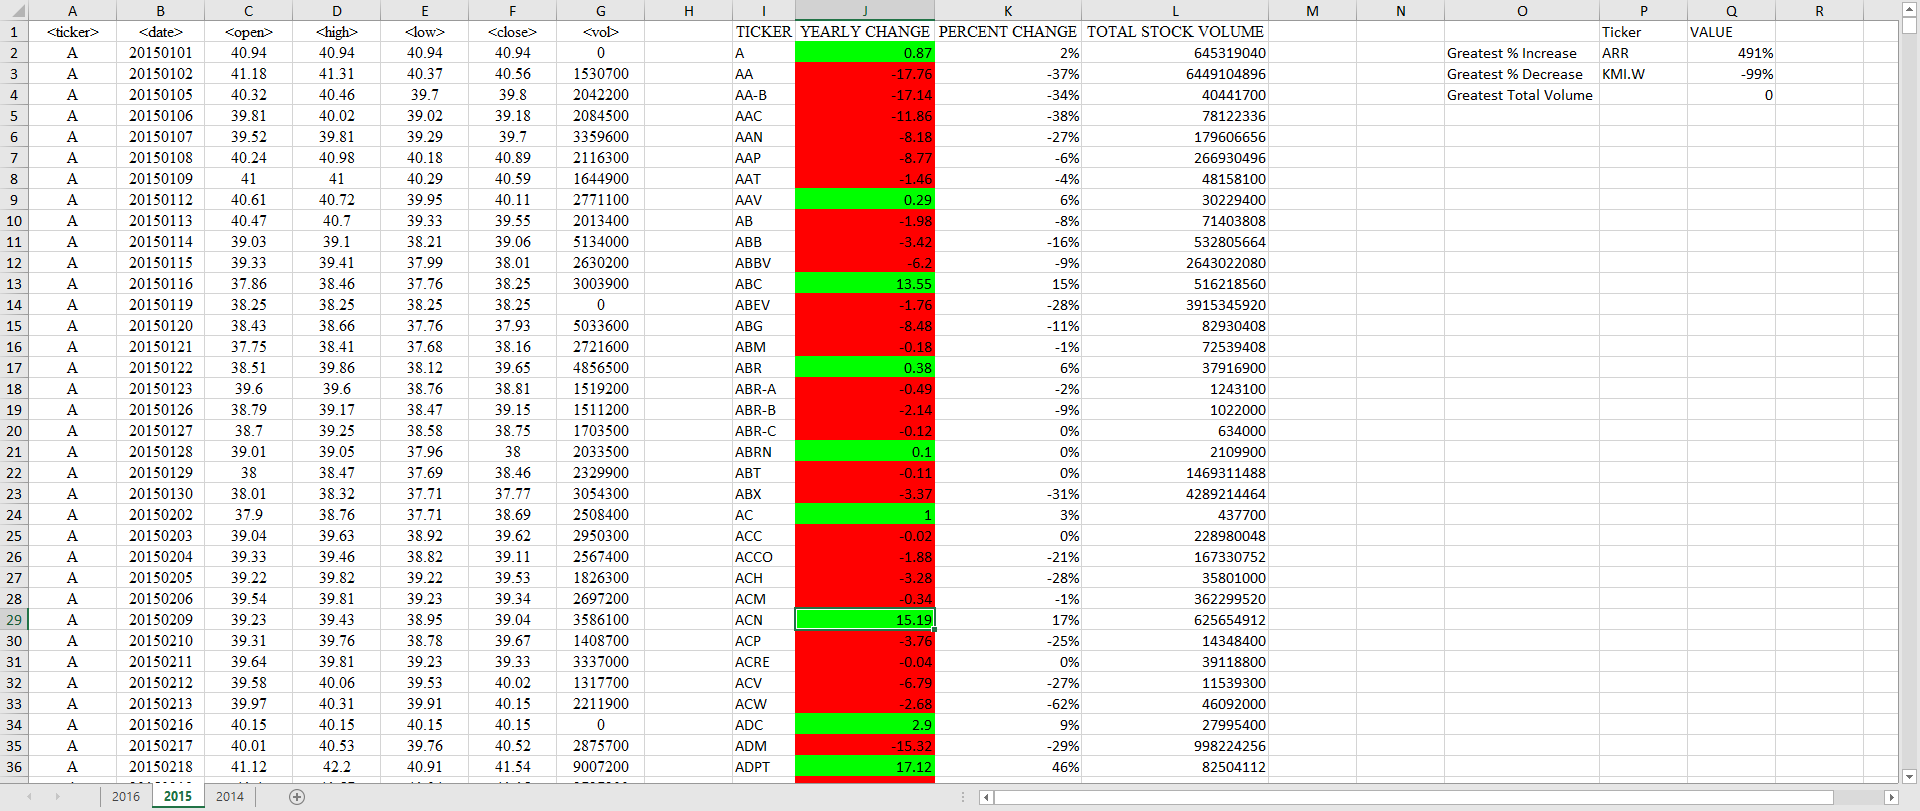 A B C D E F G H I J K L M N O P Q R
1 <ticker> <date> <open> <high> <low> <close> <vol> TICKER YEARLY CHANGE PERCENT CHANGE TOTAL STOCK VOLUME Ticker VALUE
2 A 20150101 40.94 40.94 40.94 40.94 0 A 0.87 2% 645319040 Greatest % Increase ARR 491%
3 A 20150102 41.18 41.31 40.37 40.56 1530700 AA -17.76 -37% 6449104896 Greatest % Decrease KMI.W -99%
4 A 20150105 40.32 40.46 39.7 39.8 2042200 AA-B -17.14 -34% 40441700 Greatest Total Volume 0
5 A 20150106 39.81 40.02 39.02 39.18 2084500 AAC -11.86 -38% 78122336
6 A 20150107 39.52 39.81 39.29 39.7 3359600 AAN -8.18 -27% 179606656
7 A 20150108 40.24 40.98 40.18 40.89 2116300 AAP -8.77 -6% 266930496
8 A 20150109 41 41 40.29 40.59 1644900 AAT -1.46 -4% 48158100
9 A 20150112 40.61 40.72 39.95 40.11 2771100 AAV 0.29 6% 30229400
10 A 20150113 40.47 40.7 39.33 39.55 2013400 AB -1.98 -8% 71403808
11 A 20150114 39.03 39.1 38.21 39.06 5134000 ABB -3.42 -16% 532805664
12 A 20150115 39.33 39.41 37.99 38.01 2630200 ABBV -6.2 -9% 2643022080
13 A 20150116 37.86 38.46 37.76 38.25 3003900 ABC 13.55 15% 516218560
14 A 20150119 38.25 38.25 38.25 38.25 0 ABEV -1.76 -28% 3915345920
15 A 20150120 38.43 38.66 37.76 37.93 5033600 ABG -8.48 -11% 82930408
16 A 20150121 37.75 38.41 37.68 38.16 2721600 ABM -0.18 -1% 72539408
17 A 20150122 38.51 39.86 38.12 39.65 4856500 ABR 0.38 6% 37916900
18 A 20150123 39.6 39.6 38.76 38.81 1519200 ABR-A -0.49 -2% 1243100
19 A 20150126 38.79 39.17 38.47 39.15 1511200 ABR-B -2.14 -9% 1022000
20 A 20150127 38.7 39.25 38.58 38.75 1703500 ABR-C -0.12 0% 634000
21 A 20150128 39.01 39.05 37.96 38 2033500 ABRN 0.1 0% 2109900
22 A 20150129 38 38.47 37.69 38.46 2329900 ABT -0.11 0% 1469311488
23 A 20150130 38.01 38.32 37.71 37.77 3054300 ABX -3.37 -31% 4289214464
24 A 20150202 37.9 38.76 37.71 38.69 2508400 AC 1 3% 437700
25 A 20150203 39.04 39.63 38.92 39.62 2950300 ACC -0.02 0% 228980048
26 A 20150204 39.33 39.46 38.82 39.11 2567400 ACCO -1.88 -21% 167330752
27 A 20150205 39.22 39.82 39.22 39.53 1826300 ACH -3.28 -28% 35801000
28 A 20150206 39.54 39.81 39.23 39.34 2697200 ACM -0.34 -1% 362299520
29 A 20150209 39.23 39.43 38.95 39.04 3586100 ACN 15.19 17% 625654912
30 A 20150210 39.31 39.76 38.78 39.67 1408700 ACP -3.76 -25% 14348400
31 A 20150211 39.64 39.81 39.23 39.33 3337000 ACRE -0.04 0% 39118800
32 A 20150212 39.58 40.06 39.53 40.02 1317700 ACV -6.79 -27% 11539300
33 A 20150213 39.97 40.31 39.91 40.15 2211900 ACW -2.68 -62% 46092000
34 A 20150216 40.15 40.15 40.15 40.15 0 ADC 2.9 9% 27995400
35 A 20150217 40.01 40.53 39.76 40.52 2875700 ADM -15.32 -29% 998224256
36 A 20150218 41.12 42.2 40.91 41.54 9007200 ADPT 17.12 46% 82504112
2016 2015 2014